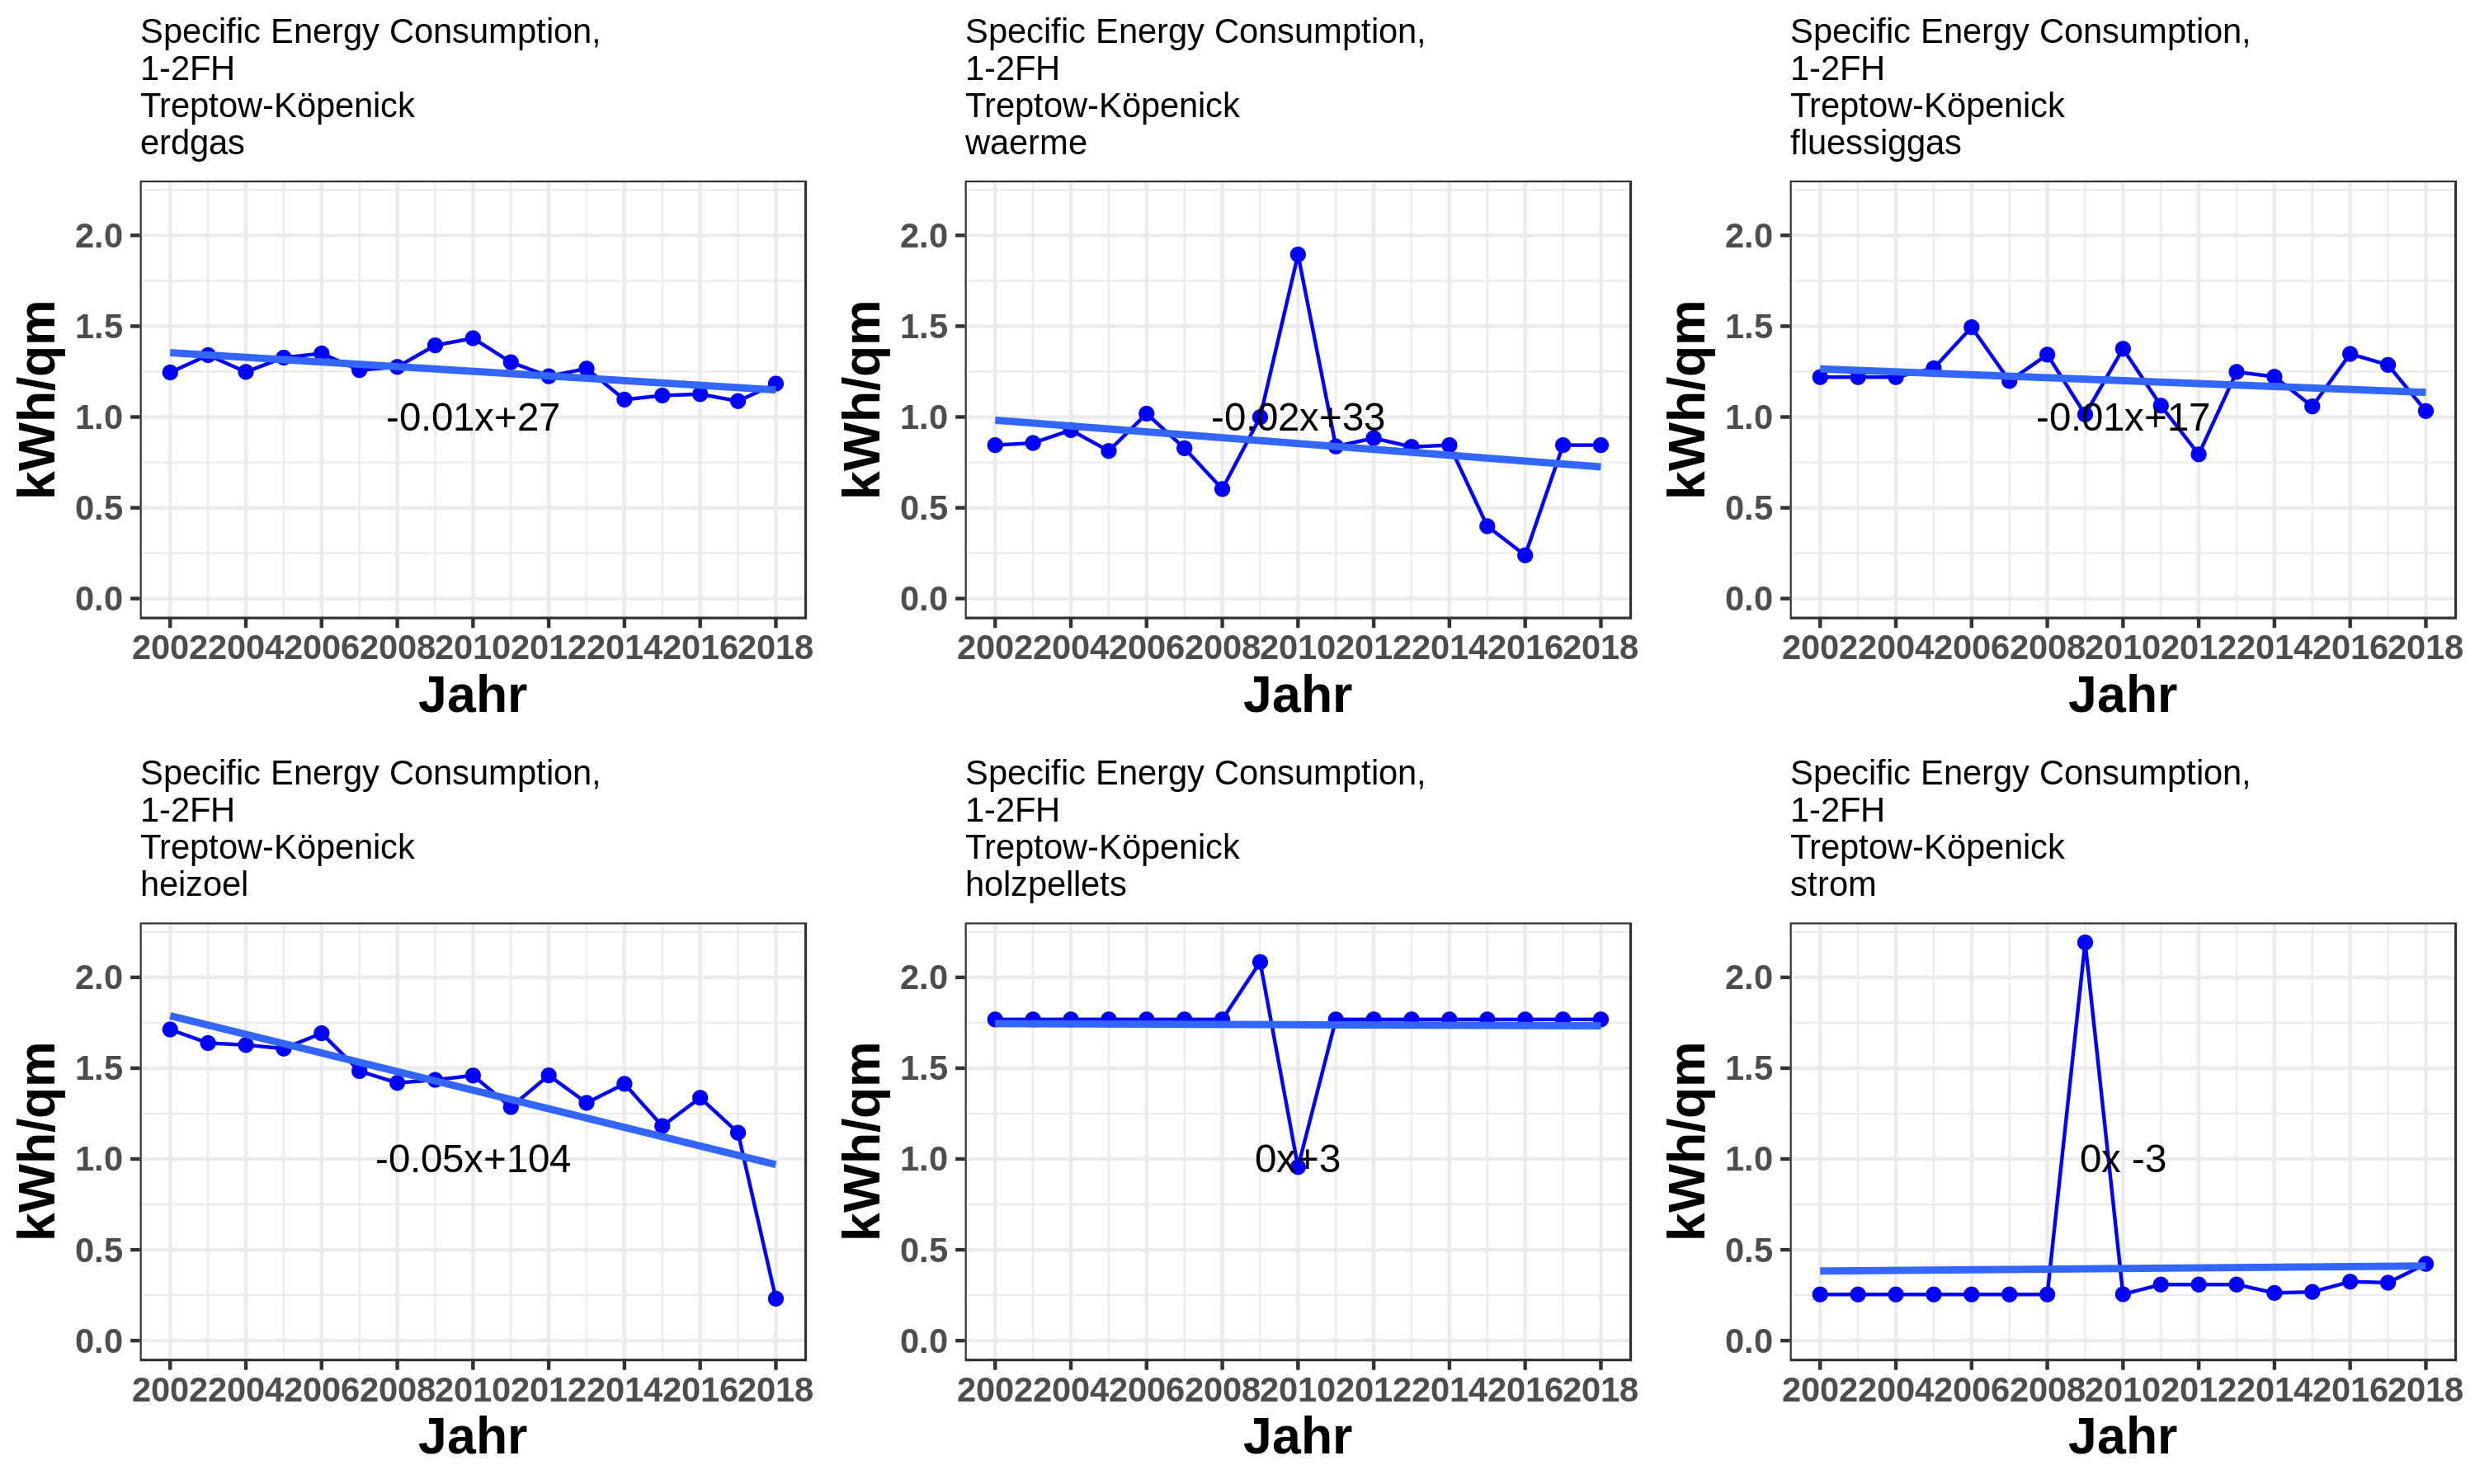 Specific Energy Consumption,
1-2FH
Treptow-Köpenick
erdgas
kWh/qm
2.0
1.5
1.0
0.5
0.0
-0.01x+27
2002 2004 2006 2008 2010 2012 2014 2016 2018
Jahr
Specific Energy Consumption,
1-2FH
Treptow-Köpenick
waerme
kWh/qm
2.0
1.5
1.0
0.5
0.0
-0.02x+33
2002 2004 2006 2008 2010 2012 2014 2016 2018
Jahr
Specific Energy Consumption,
1-2FH
Treptow-Köpenick
fluessiggas
kWh/qm
2.0
1.5
1.0
0.5
0.0
-0.01x+17
2002 2004 2006 2008 2010 2012 2014 2016 2018
Jahr
Specific Energy Consumption,
1-2FH
Treptow-Köpenick
heizoel
kWh/qm
2.0
1.5
1.0
0.5
0.0
-0.05x+104
2002 2004 2006 2008 2010 2012 2014 2016 2018
Jahr
Specific Energy Consumption,
1-2FH
Treptow-Köpenick
holzpellets
kWh/qm
2.0
1.5
1.0
0.5
0.0
0x+3
2002 2004 2006 2008 2010 2012 2014 2016 2018
Jahr
Specific Energy Consumption,
1-2FH
Treptow-Köpenick
strom
kWh/qm
2.0
1.5
1.0
0.5
0.0
0x -3
2002 2004 2006 2008 2010 2012 2014 2016 2018
Jahr